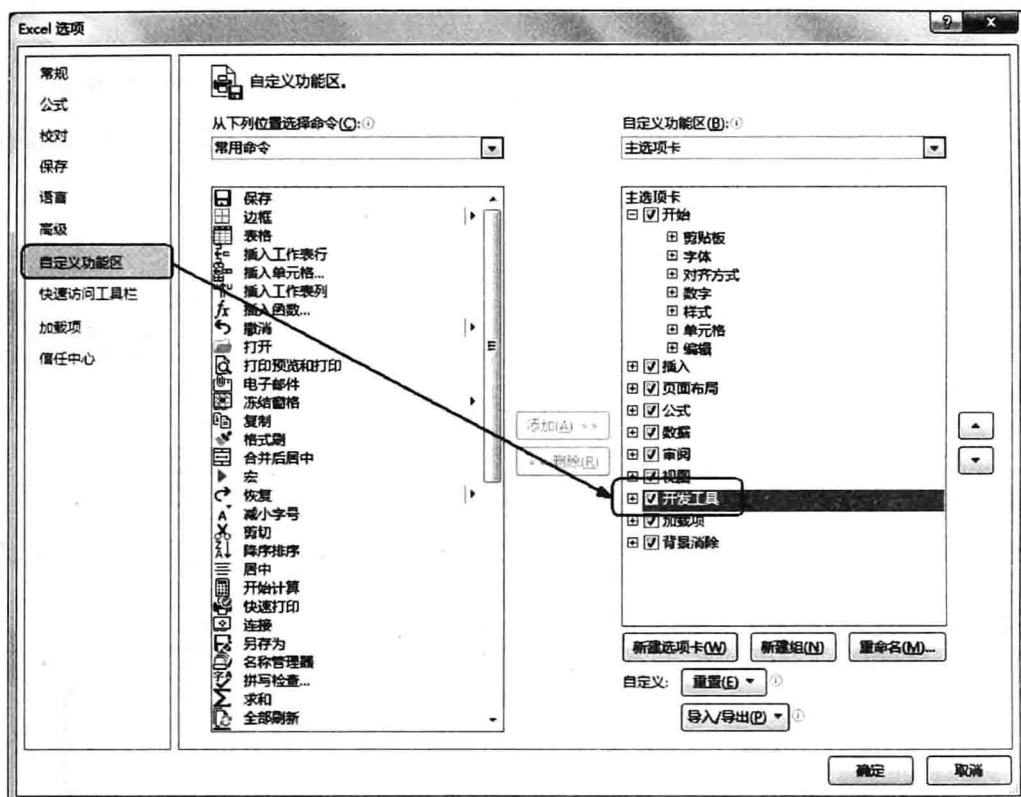 Excel 选项
常规
公式
校对
保存
语言
高级
自定义功能区
快速访问工具栏
加载项
信任中心
自定义功能区。
从下列位置选择命令(C):
常用命令
保存
边框
表格
插入工作表行
插入单元格...
插入工作表列
插入函数...
撤消
打开
打印预览和打印
电子邮件
冻结窗格
复制
格式刷
合并后居中
宏
恢复
减小字号
剪切
降序排序
居中
开始计算
快速打印
连接
另存为
名称管理器
拼写检查...
求和
全部刷新
添加(A) >>
<< 删除(R)
自定义功能区(B):
主选项卡
主选项卡
开始
剪贴板
字体
对齐方式
数字
样式
单元格
编辑
插入
页面布局
公式
数据
审阅
视图
开发工具
加载项
背景消除
新建选项卡(W)
新建组(N)
重命名(M)...
自定义:
重置(E)
导入/导出(P)
确定
取消